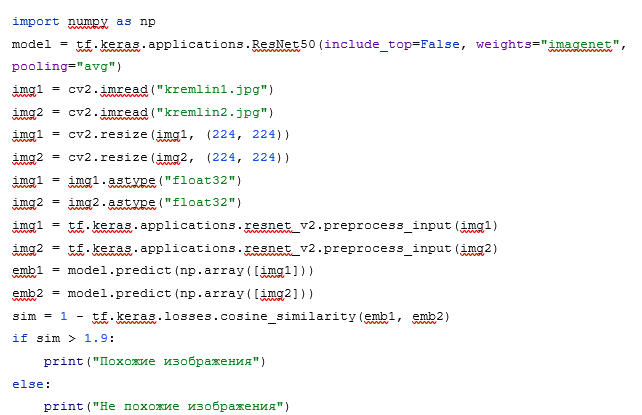 import numpy as np
model = tf.keras.applications.ResNet50(include_top=False, weights="imagenet",
pooling="avg")
img1 = cv2.imread("kremlin1.jpg")
img2 = cv2.imread("kremlin2.jpg")
img1 = cv2.resize(img1, (224, 224))
img2 = cv2.resize(img2, (224, 224))
img1 = img1.astype("float32")
img2 = img2.astype("float32")
img1 = tf.keras.applications.resnet_v2.preprocess_input(img1)
img2 = tf.keras.applications.resnet_v2.preprocess_input(img2)
emb1 = model.predict(np.array([img1]))
emb2 = model.predict(np.array([img2]))
sim = 1 - tf.keras.losses.cosine_similarity(emb1, emb2)
if sim > 1.9:
    print("Похожие изображения")
else:
    print("Не похожие изображения")